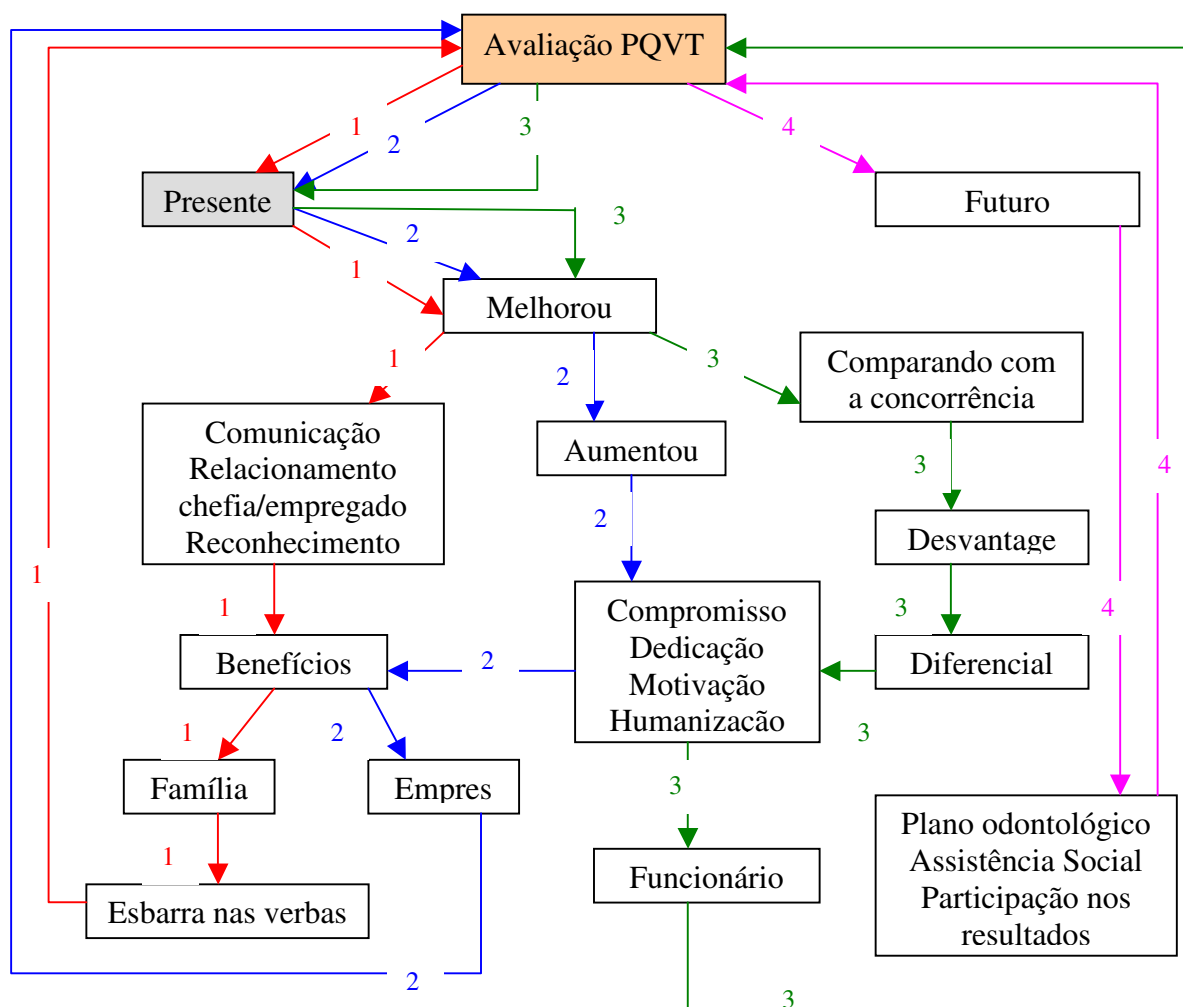 Avaliação PQVT
1
2
3
4
Presente
Futuro
3
2
1
Melhorou
1
2
3
Comparando com
a concorrência
Comunicação
Relacionamento
chefia/empregado
Reconhecimento
Aumentou
3
4
2
Desvantage
1
1
3
4
Compromisso
Dedicação
Motivação
Humanização
Benefícios
2
Diferencial
1
2
3
3
Família
Empres
Plano odontológico
Assistência Social
Participação nos
resultados
1
Funcionário
Esbarra nas verbas
2
3